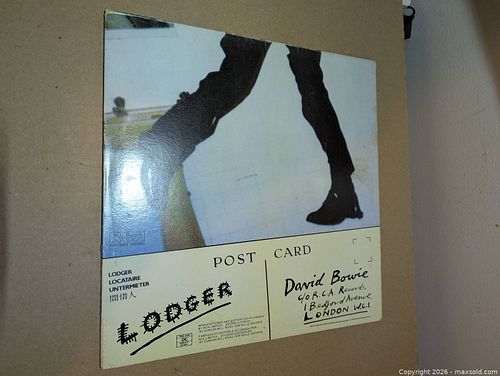 POST CARD
LODGER
LOCATAIRE
UNTERMIETER
間借人
LODGER
David Bowie
c/o R.C.A Records,
1 Bedford Avenue,
LONDON W.C.1
Copyright 2026 - maxsold.com